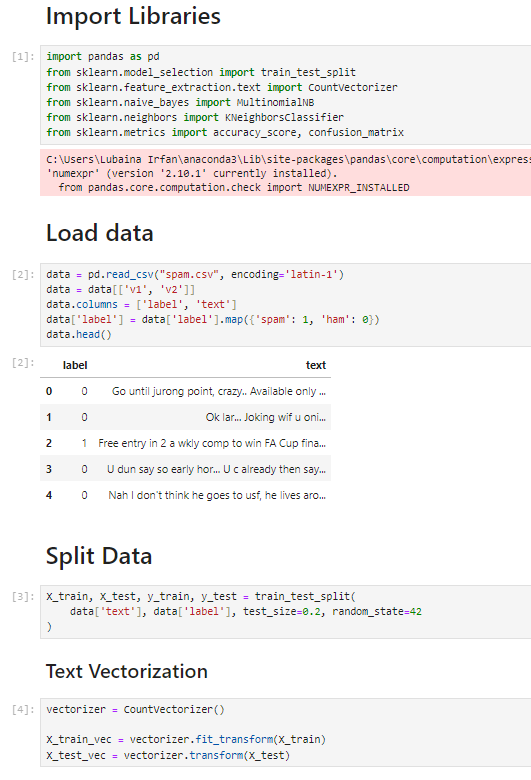 Import Libraries
[1]: import pandas as pd
from sklearn.model_selection import train_test_split
from sklearn.feature_extraction.text import CountVectorizer
from sklearn.naive_bayes import MultinomialNB
from sklearn.neighbors import KNeighborsClassifier
from sklearn.metrics import accuracy_score, confusion_matrix
C:\Users\Lubaina Irfan\anaconda3\Lib\site-packages\pandas\core\computation\express
'numexpr' (version '2.10.1' currently installed).
from pandas.core.computation.check import NUMEXPR_INSTALLED
Load data
[2]: data = pd.read_csv("spam.csv", encoding='latin-1')
data = data[['v1', 'v2']]
data.columns = ['label', 'text']
data['label'] = data['label'].map({'spam': 1, 'ham': 0})
data.head()
[2]: label text
0 0 Go until jurong point, crazy.. Available only ...
1 0 Ok lar... Joking wif u oni...
2 1 Free entry in 2 a wkly comp to win FA Cup fina...
3 0 U dun say so early hor... U c already then say...
4 0 Nah I don't think he goes to usf, he lives aro...
Split Data
[3]: X_train, X_test, y_train, y_test = train_test_split(
data['text'], data['label'], test_size=0.2, random_state=42
)
Text Vectorization
[4]: vectorizer = CountVectorizer()
X_train_vec = vectorizer.fit_transform(X_train)
X_test_vec = vectorizer.transform(X_test)